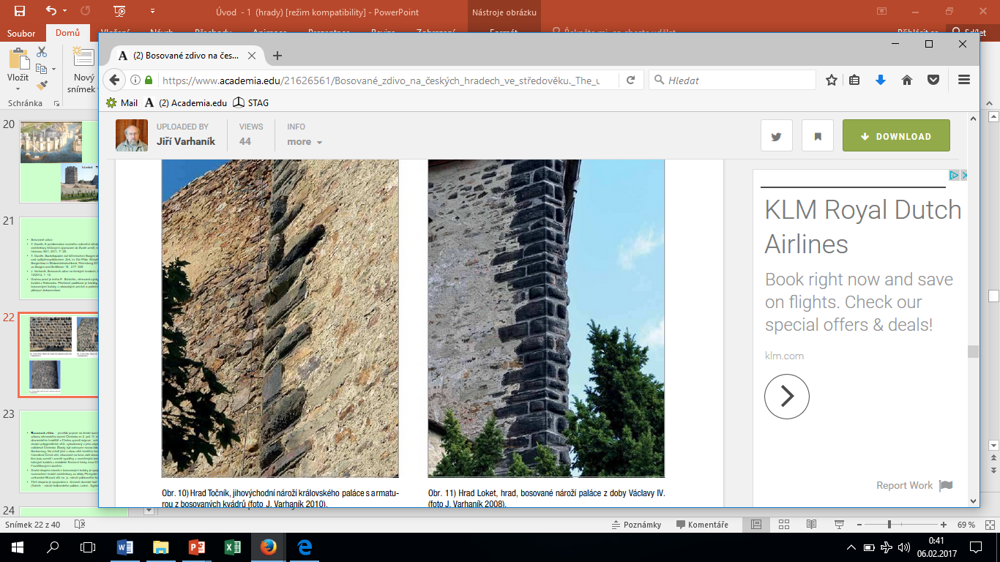 Úvod - 1 (hrady) [režim kompatibility] - PowerPoint
Nástroje obrázku
Soubor
Domů
Přihlásit se
Sdílet
Vložit
Nový
snímek
Schránka
(2) Bosované zdivo na čes...
https://www.academia.edu/21626561/Bosované_zdivo_na_českých_hradech_ve_středověku._The_u
Hledat
Mail
(2) Academia.edu
STAG
UPLOADED BY
Jiří Varhaník
VIEWS
44
INFO
more
DOWNLOAD
20
21
22
23
24
KLM Royal Dutch
Airlines
Book right now and save
on flights. Check our
special offers & deals!
klm.com
Report Work
Obr. 10) Hrad Točník, jihovýchodní nároží královského paláce s armatu-
rou z bosovaných kvádrů (foto J. Varhaník 2010).
Obr. 11) Hrad Loket, hrad, bosované nároží paláce z doby Václavy IV.
(foto J. Varhaník 2008).
Snímek 22 z 40
Poznámky
Komentáře
69 %
0:41
06.02.2017